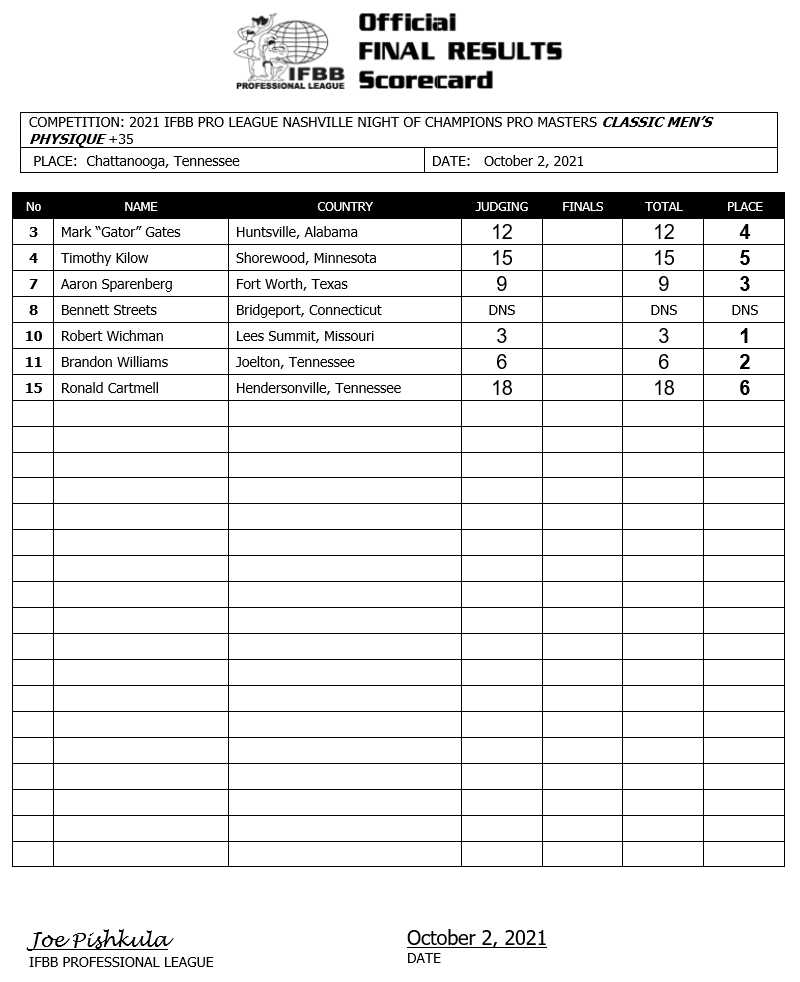 IFBB
PROFESSIONAL LEAGUE
Official
FINAL RESULTS
Scorecard
COMPETITION: 2021 IFBB PRO LEAGUE NASHVILLE NIGHT OF CHAMPIONS PRO MASTERS CLASSIC MEN'S
PHYSIQUE +35
PLACE: Chattanooga, Tennessee DATE: October 2, 2021
No NAME COUNTRY JUDGING FINALS TOTAL PLACE
3 Mark “Gator” Gates Huntsville, Alabama 12 12 4
4 Timothy Kilow Shorewood, Minnesota 15 15 5
7 Aaron Sparenberg Fort Worth, Texas 9 9 3
8 Bennett Streets Bridgeport, Connecticut DNS DNS DNS
10 Robert Wichman Lees Summit, Missouri 3 3 1
11 Brandon Williams Joelton, Tennessee 6 6 2
15 Ronald Cartmell Hendersonville, Tennessee 18 18 6
Joe Pishkula October 2, 2021
IFBB PROFESSIONAL LEAGUE DATE